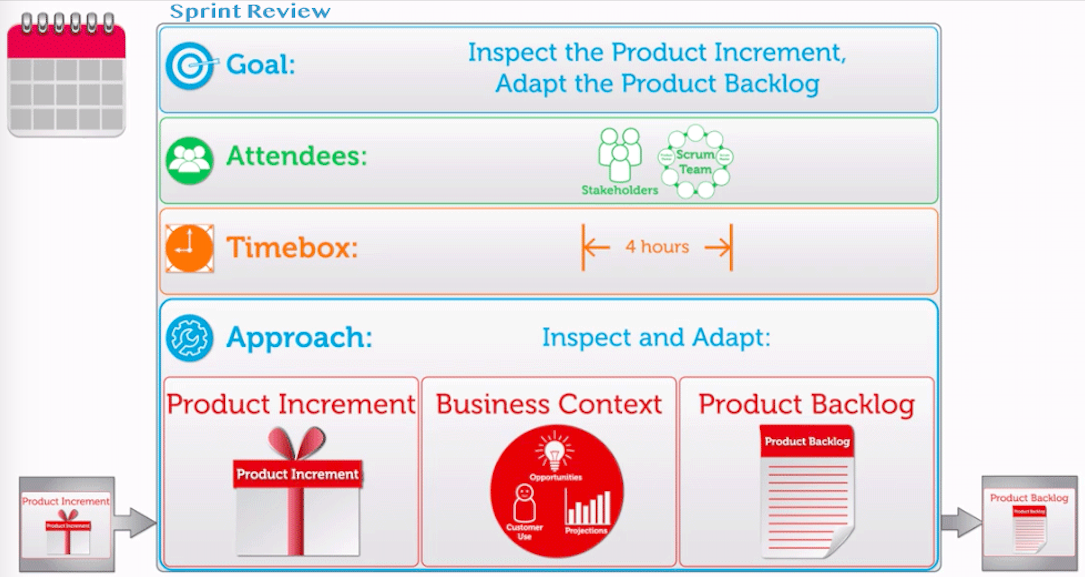 Sprint Review
Goal:
Inspect the Product Increment,
Adapt the Product Backlog
Attendees:
Stakeholders
Scrum
Team
Timebox:
4 hours
Approach:
Inspect and Adapt:
Product Increment
Product Increment
Business Context
Opportunities
Customer
Use
Projections
Product Backlog
Product Backlog
Product Increment
Product Increment
Product Backlog
Product Backlog